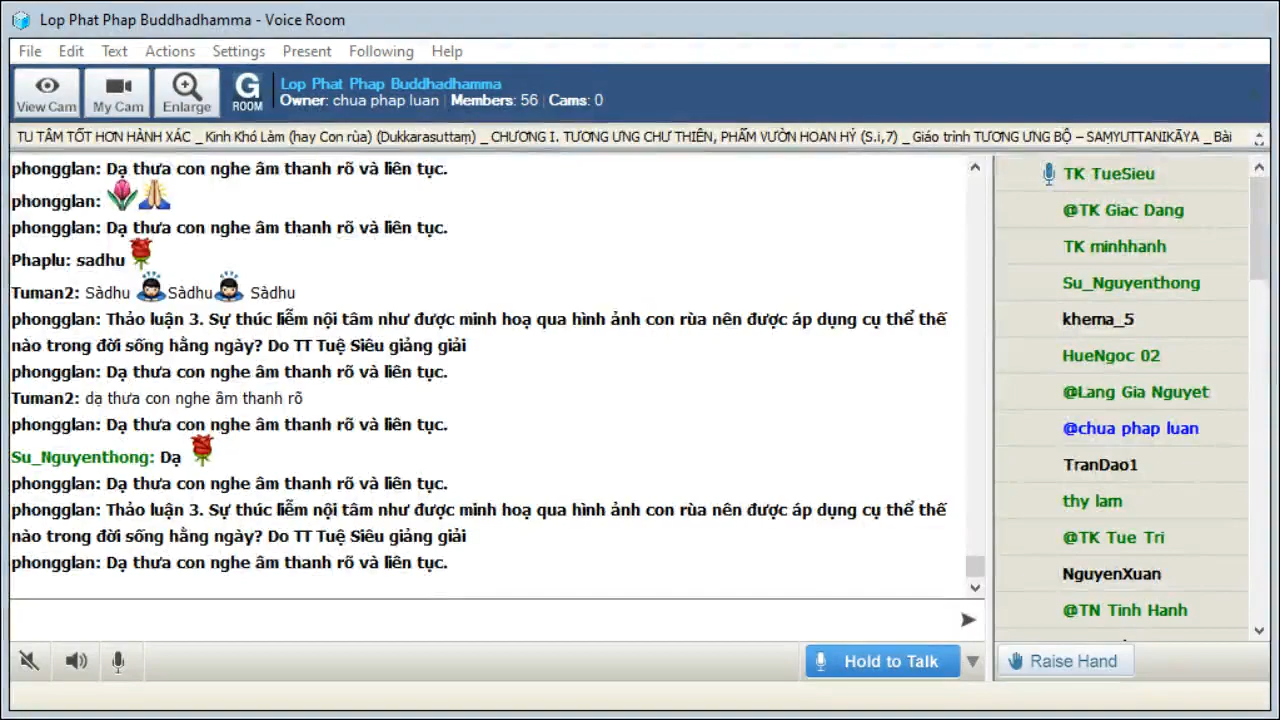 Lop Phat Phap Buddhadhamma - Voice Room
File Edit Text Actions Settings Present Following Help
View Cam My Cam Enlarge G ROOM
Lop Phat Phap Buddhadhamma
Owner: chua phap luan | Members: 56 | Cams: 0
TU TÂM TỐT HƠN HÀNH XÁC _ Kinh Khó Làm (hay Con rùa) (Dukkarasuttaṃ) _ CHƯƠNG I. TƯƠNG ƯNG CHƯ THIÊN, PHẨM VƯỜN HOAN HỶ (S.i,7) _ Giáo trình TƯƠNG ƯNG BỘ – SAṂYUTTANIKĀYA _ Bài
phongglan: Dạ thưa con nghe âm thanh rõ và liên tục.
phongglan:
phongglan: Dạ thưa con nghe âm thanh rõ và liên tục.
Phaplu: sadhu
Tuman2: Sàdhu Sàdhu Sàdhu
phongglan: Thảo luận 3. Sự thúc liễm nội tâm như được minh hoạ qua hình ảnh con rùa nên được áp dụng cụ thể thế
nào trong đời sống hằng ngày? Do TT Tuệ Siêu giảng giải
phongglan: Dạ thưa con nghe âm thanh rõ và liên tục.
Tuman2: dạ thưa con nghe âm thanh rõ
phongglan: Dạ thưa con nghe âm thanh rõ và liên tục.
Su_Nguyenthong: Dạ
phongglan: Dạ thưa con nghe âm thanh rõ và liên tục.
phongglan: Thảo luận 3. Sự thúc liễm nội tâm như được minh hoạ qua hình ảnh con rùa nên được áp dụng cụ thể thế
nào trong đời sống hằng ngày? Do TT Tuệ Siêu giảng giải
phongglan: Dạ thưa con nghe âm thanh rõ và liên tục.
TK TueSieu
@TK Giac Dang
TK minhhanh
Su_Nguyenthong
khema_5
HueNgoc 02
@Lang Gia Nguyet
@chua phap luan
TranDao1
thy lam
@TK Tue Tri
NguyenXuan
@TN Tinh Hanh
Hold to Talk
Raise Hand